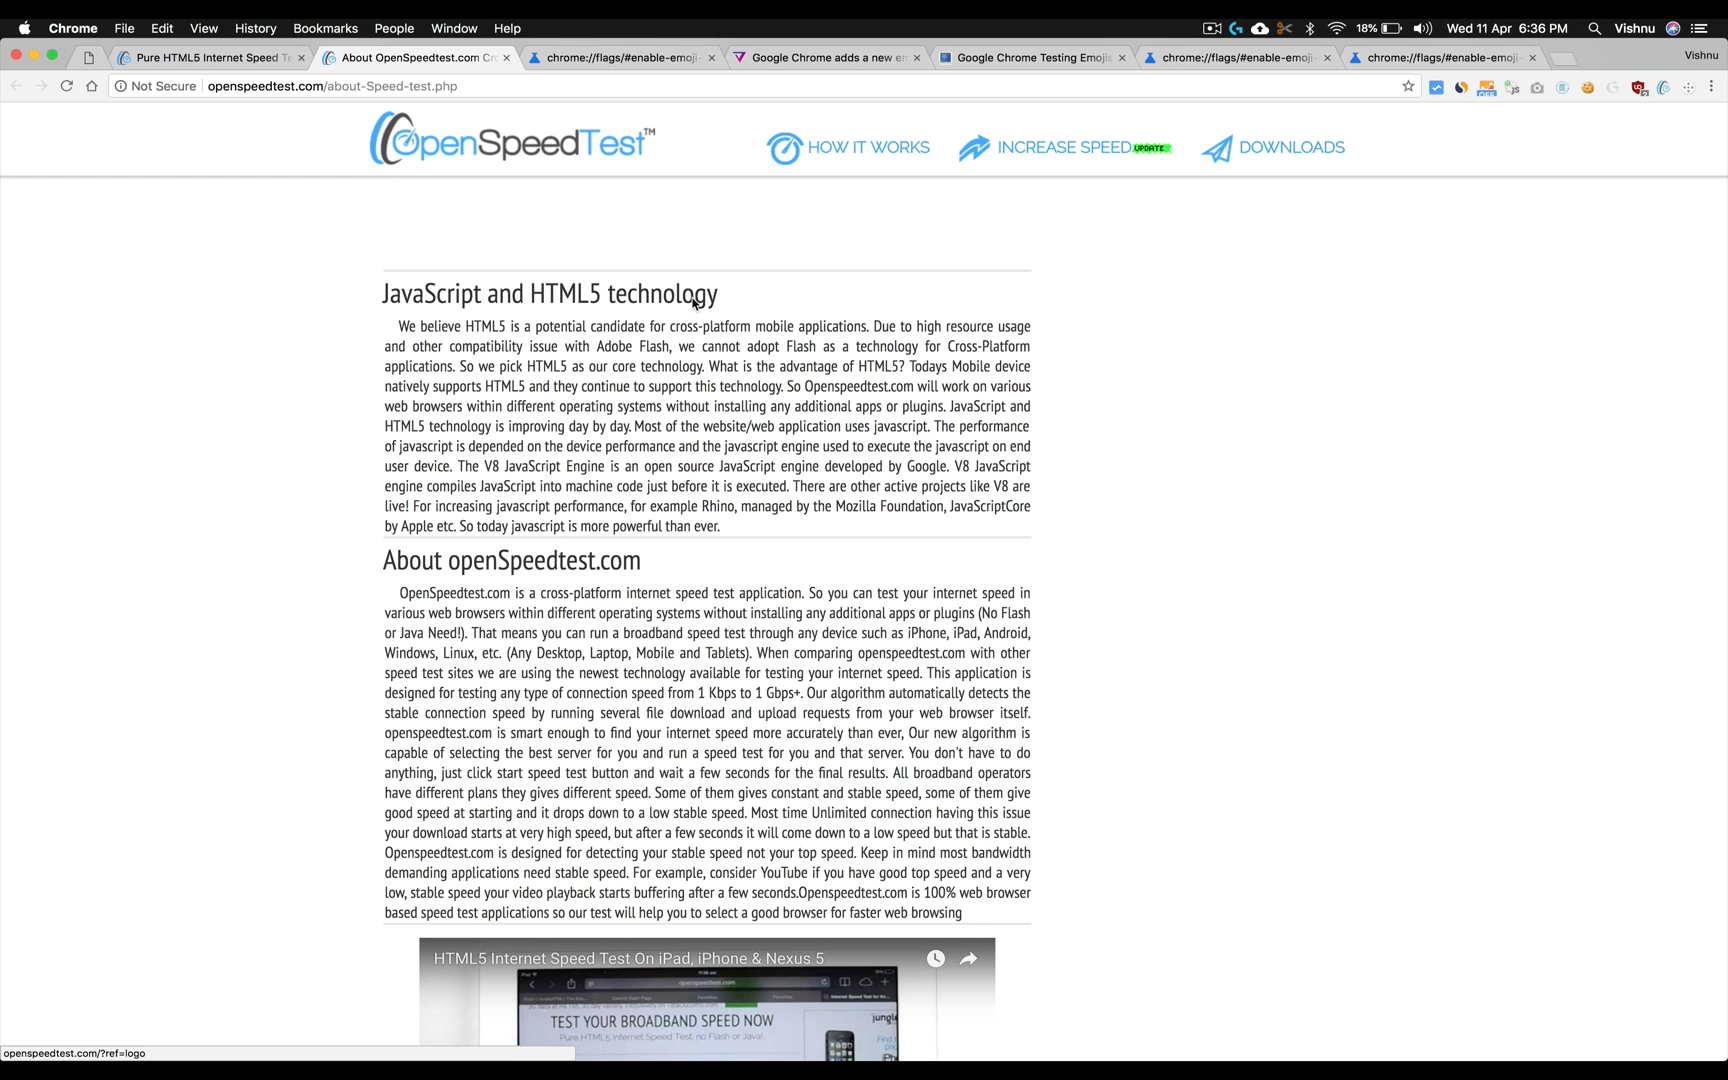 Chrome File Edit View History Bookmarks People Window Help 18% Wed 11 Apr 6:36 PM Vishnu
Pure HTML5 Internet Speed Te × About OpenSpeedtest.com Cr × chrome://flags/#enable-emoji- × Google Chrome adds a new em × Google Chrome Testing Emojis × chrome://flags/#enable-emoji- × chrome://flags/#enable-emoji- × Vishnu
Not Secure openspeedtest.com/about-Speed-test.php
OpenSpeedTest™ HOW IT WORKS INCREASE SPEED UPDATE DOWNLOADS
JavaScript and HTML5 technology
We believe HTML5 is a potential candidate for cross-platform mobile applications. Due to high resource usage
and other compatibility issue with Adobe Flash, we cannot adopt Flash as a technology for Cross-Platform
applications. So we pick HTML5 as our core technology. What is the advantage of HTML5? Todays Mobile device
natively supports HTML5 and they continue to support this technology. So Openspeedtest.com will work on various
web browsers within different operating systems without installing any additional apps or plugins. JavaScript and
HTML5 technology is improving day by day. Most of the website/web application uses javascript. The performance
of javascript is depended on the device performance and the javascript engine used to execute the javascript on end
user device. The V8 JavaScript Engine is an open source JavaScript engine developed by Google. V8 JavaScript
engine compiles JavaScript into machine code just before it is executed. There are other active projects like V8 are
live! For increasing javascript performance, for example Rhino, managed by the Mozilla Foundation, JavaScriptCore
by Apple etc. So today javascript is more powerful than ever.
About openSpeedtest.com
OpenSpeedtest.com is a cross-platform internet speed test application. So you can test your internet speed in
various web browsers within different operating systems without installing any additional apps or plugins (No Flash
or Java Need!). That means you can run a broadband speed test through any device such as iPhone, iPad, Android,
Windows, Linux, etc. (Any Desktop, Laptop, Mobile and Tablets). When comparing openspeedtest.com with other
speed test sites we are using the newest technology available for testing your internet speed. This application is
designed for testing any type of connection speed from 1 Kbps to 1 Gbps+. Our algorithm automatically detects the
stable connection speed by running several file download and upload requests from your web browser itself.
openspeedtest.com is smart enough to find your internet speed more accurately than ever, Our new algorithm is
capable of selecting the best server for you and run a speed test for you and that server. You don't have to do
anything, just click start speed test button and wait a few seconds for the final results. All broadband operators
have different plans they gives different speed. Some of them gives constant and stable speed, some of them give
good speed at starting and it drops down to a low stable speed. Most time Unlimited connection having this issue
your download starts at very high speed, but after a few seconds it will come down to a low speed but that is stable.
Openspeedtest.com is designed for detecting your stable speed not your top speed. Keep in mind most bandwidth
demanding applications need stable speed. For example, consider YouTube if you have good top speed and a very
low, stable speed your video playback starts buffering after a few seconds.Openspeedtest.com is 100% web browser
based speed test applications so our test will help you to select a good browser for faster web browsing
HTML5 Internet Speed Test On iPad, iPhone & Nexus 5
openspeedtest.com
TEST YOUR BROADBAND SPEED NOW
Pure HTML5 Internet Speed Test, no Flash or Java!
jungle
openspeedtest.com/?ref=logo